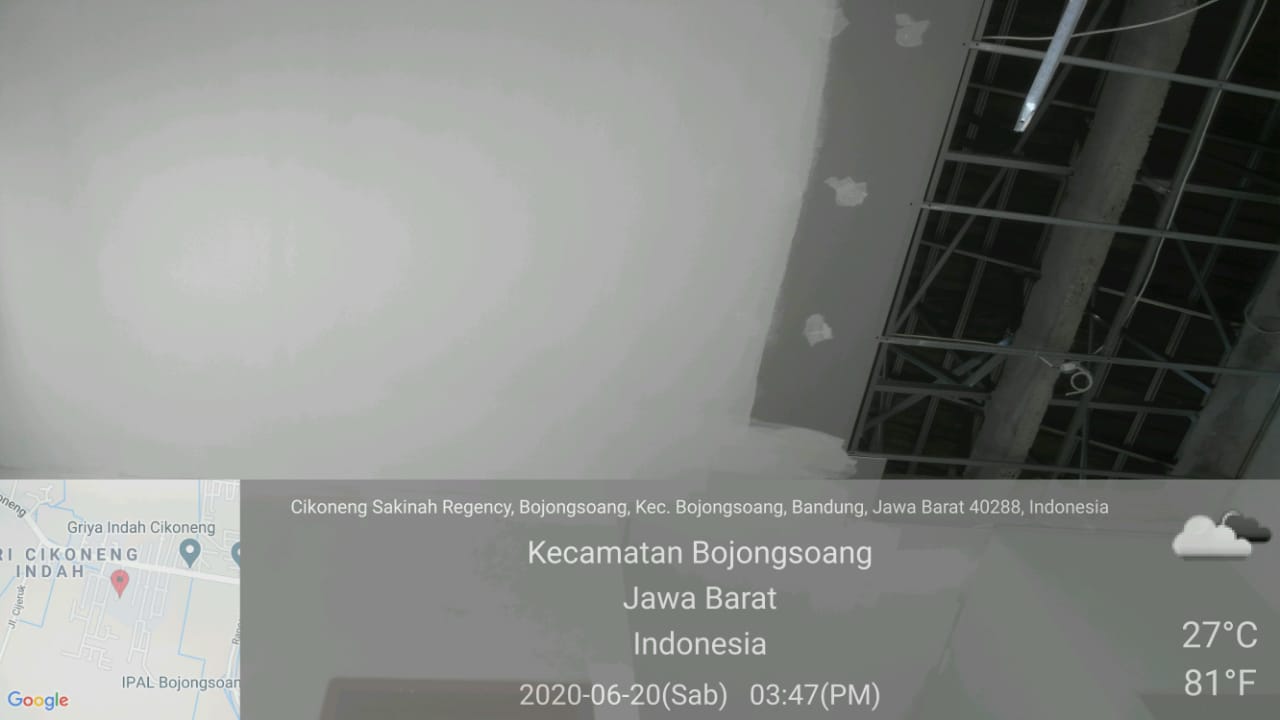 Cikoneng Sakinah Regency, Bojongsoang, Kec. Bojongsoang, Bandung, Jawa Barat 40288, Indonesia
Kecamatan Bojongsoang
Jawa Barat
Indonesia
2020-06-20(Sab) 03:47(PM)
27°C
81°F
oneng
Griya Indah Cikoneng
RI CIKONENG
INDAH
Jl. Cijeruk
IPAL Bojongsoan
Google